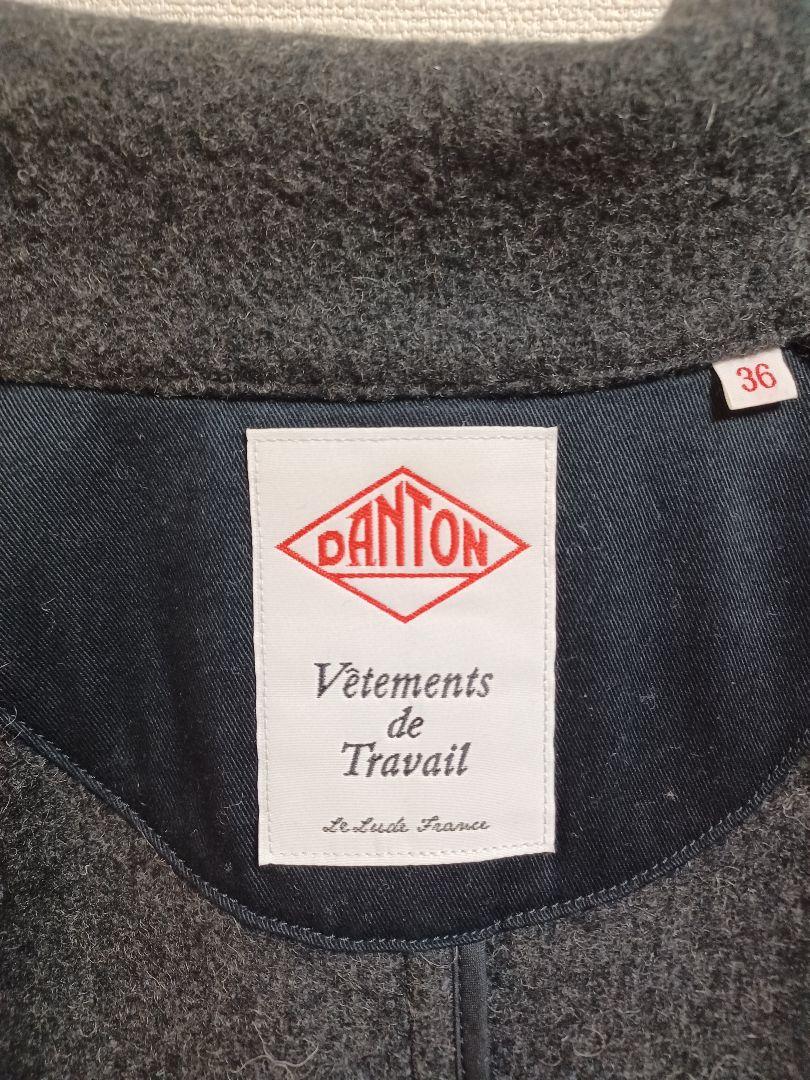 36
DANTON
Vêtements
de
Travail
Le Lude France